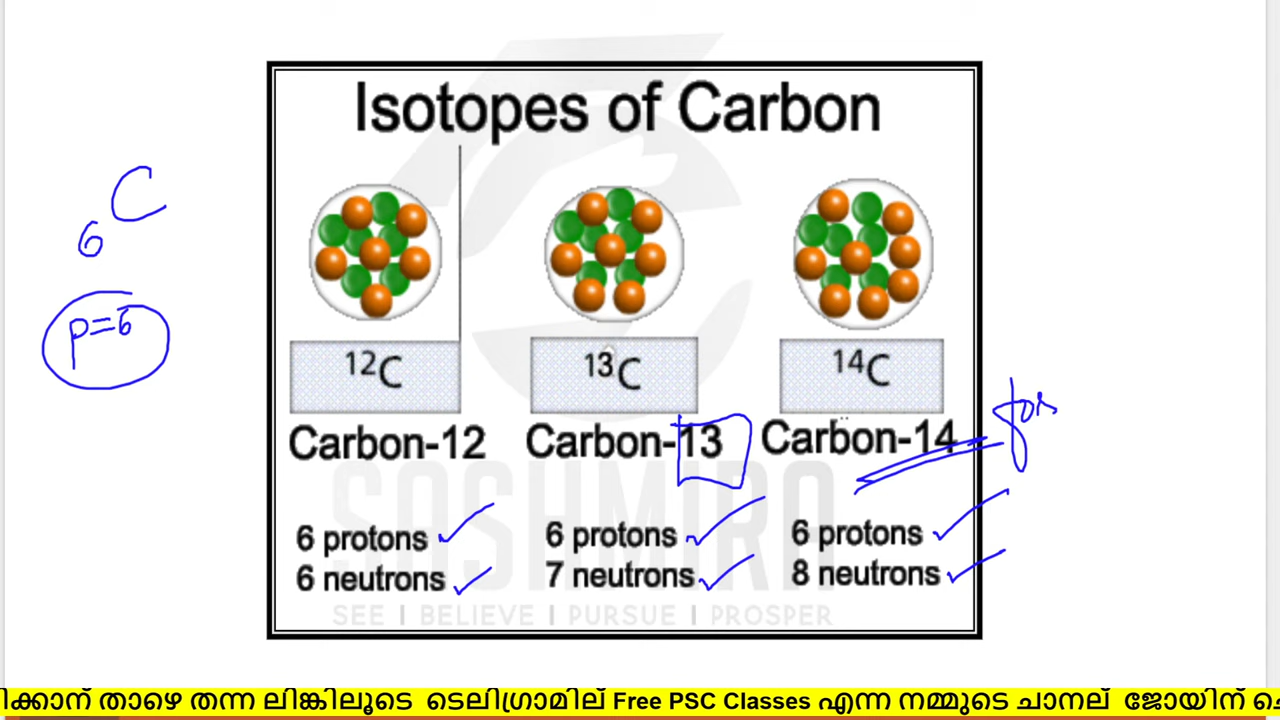 Isotopes of Carbon
6C
p=6
12C 13C 14C
Carbon-12 Carbon-13 Carbon-14
6 protons 6 protons 6 protons
6 neutrons 7 neutrons 8 neutrons
SASHMIRA
SEE I BELIEVE I PURSUE I PROSPER
താഴെ തന്ന ലിങ്കിലൂടെ ടെലിഗ്രാമില് Free PSC Classes എന്ന നമ്മുടെ ചാനല് ജോയിന്